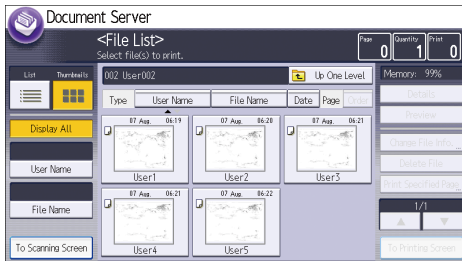 Document Server
<File List>
Select file(s) to print.
Page 0
Quantity 1
Print 0
List Thumbnails
Display All
User Name
File Name
To Scanning Screen
002 User002
Up One Level
Type User Name File Name Date Page Order
07 Aug. 06:19
07 Aug. 06:20
07 Aug. 06:21
User1
User2
User3
07 Aug. 06:21
07 Aug. 06:22
User4
User5
Memory: 99%
Details
Preview
Change File Info.
Delete File
Print Specified Page
1/1
To Printing Screen